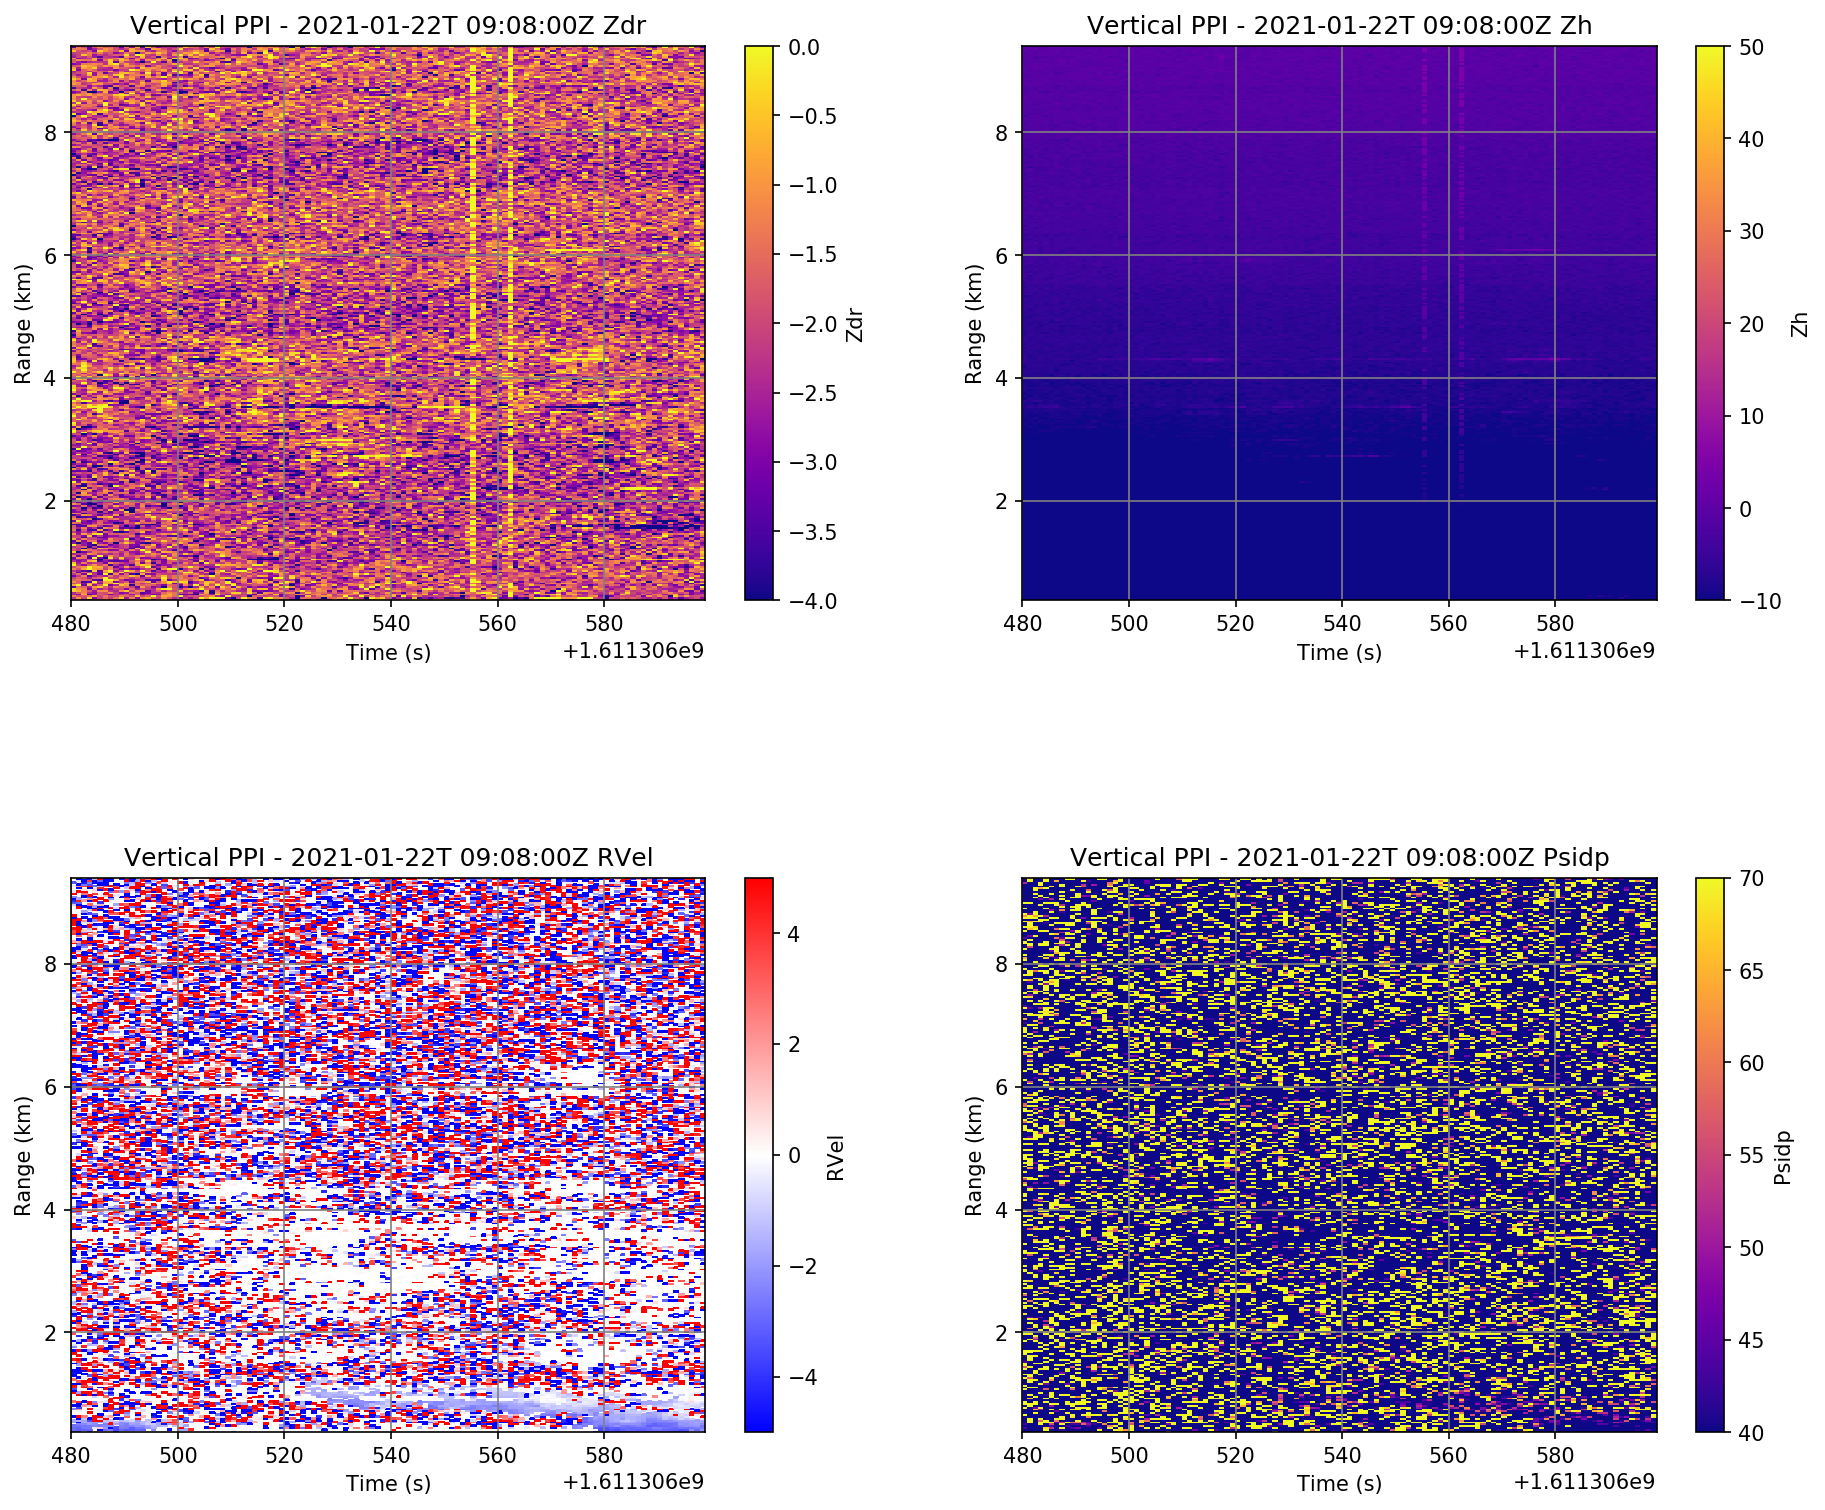 Vertical PPI - 2021-01-22T 09:08:00Z Zdr
Range (km)
8
6
4
2
480 500 520 540 560 580
Time (s)
+1.611306e9
0.0
−0.5
−1.0
−1.5
−2.0
−2.5
−3.0
−3.5
−4.0
Zdr
Vertical PPI - 2021-01-22T 09:08:00Z Zh
Range (km)
8
6
4
2
480 500 520 540 560 580
Time (s)
+1.611306e9
50
40
30
20
10
0
−10
Zh
Vertical PPI - 2021-01-22T 09:08:00Z RVel
Range (km)
8
6
4
2
480 500 520 540 560 580
Time (s)
+1.611306e9
4
2
0
−2
−4
RVel
Vertical PPI - 2021-01-22T 09:08:00Z Psidp
Range (km)
8
6
4
2
480 500 520 540 560 580
Time (s)
+1.611306e9
70
65
60
55
50
45
40
Psidp